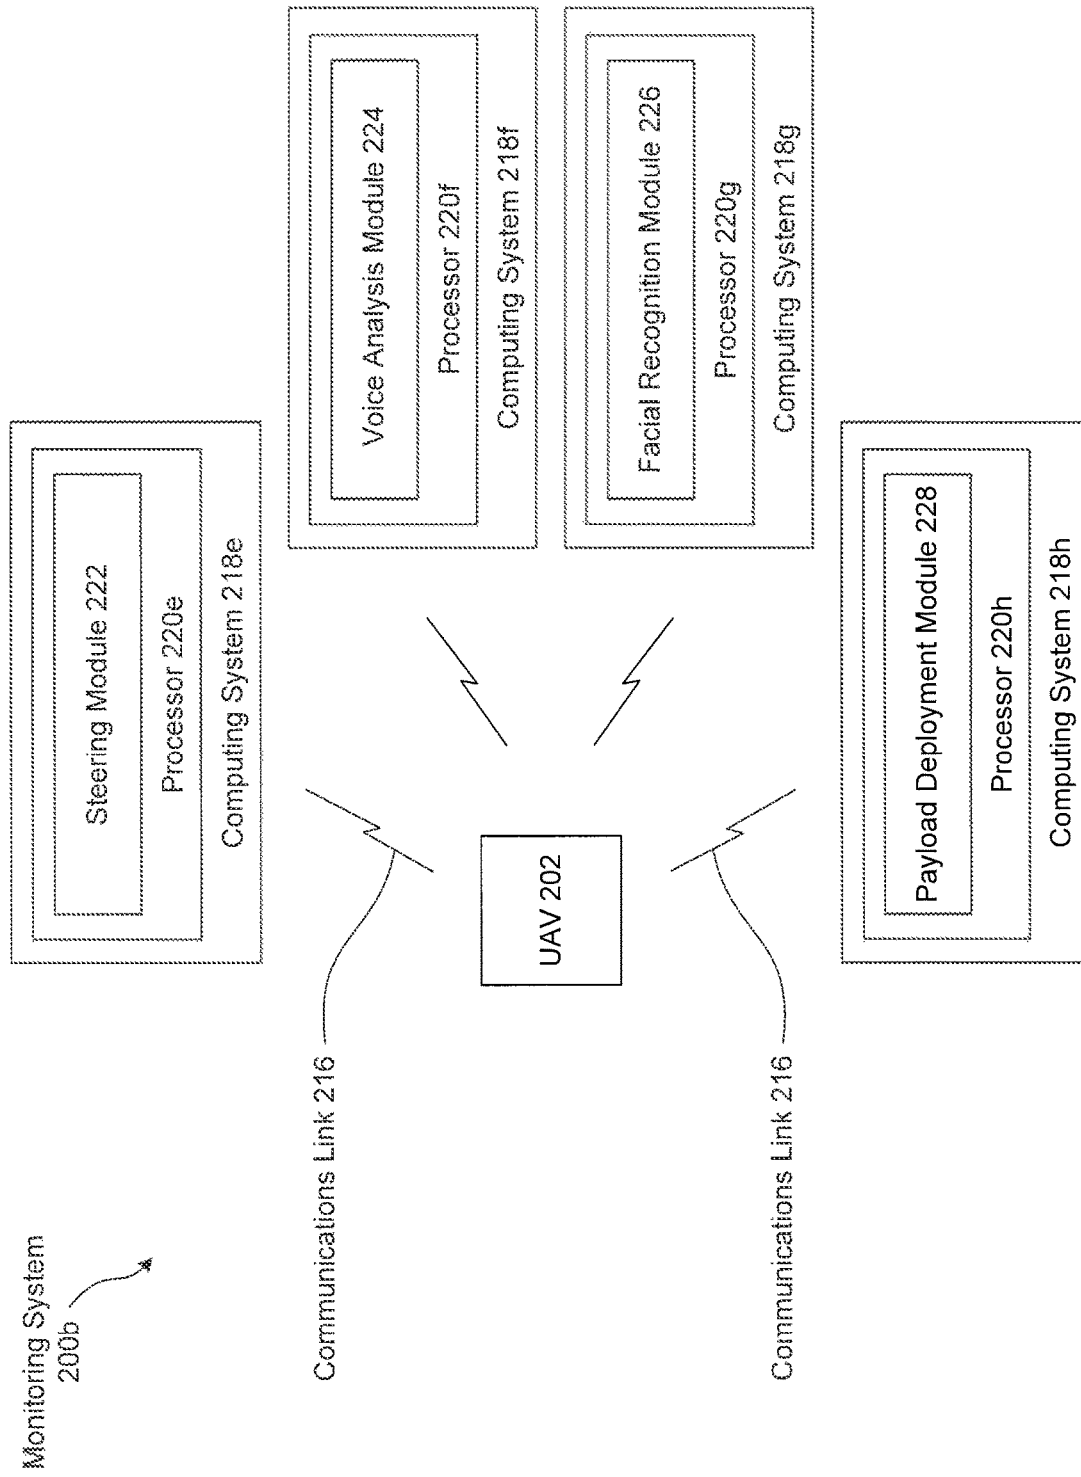 Monitoring System
200b
Steering Module 222
Processor 220e
Computing System 218e
Voice Analysis Module 224
Processor 220f
Computing System 218f
Communications Link 216
UAV 202
Facial Recognition Module 226
Processor 220g
Computing System 218g
Communications Link 216
Payload Deployment Module 228
Processor 220h
Computing System 218h